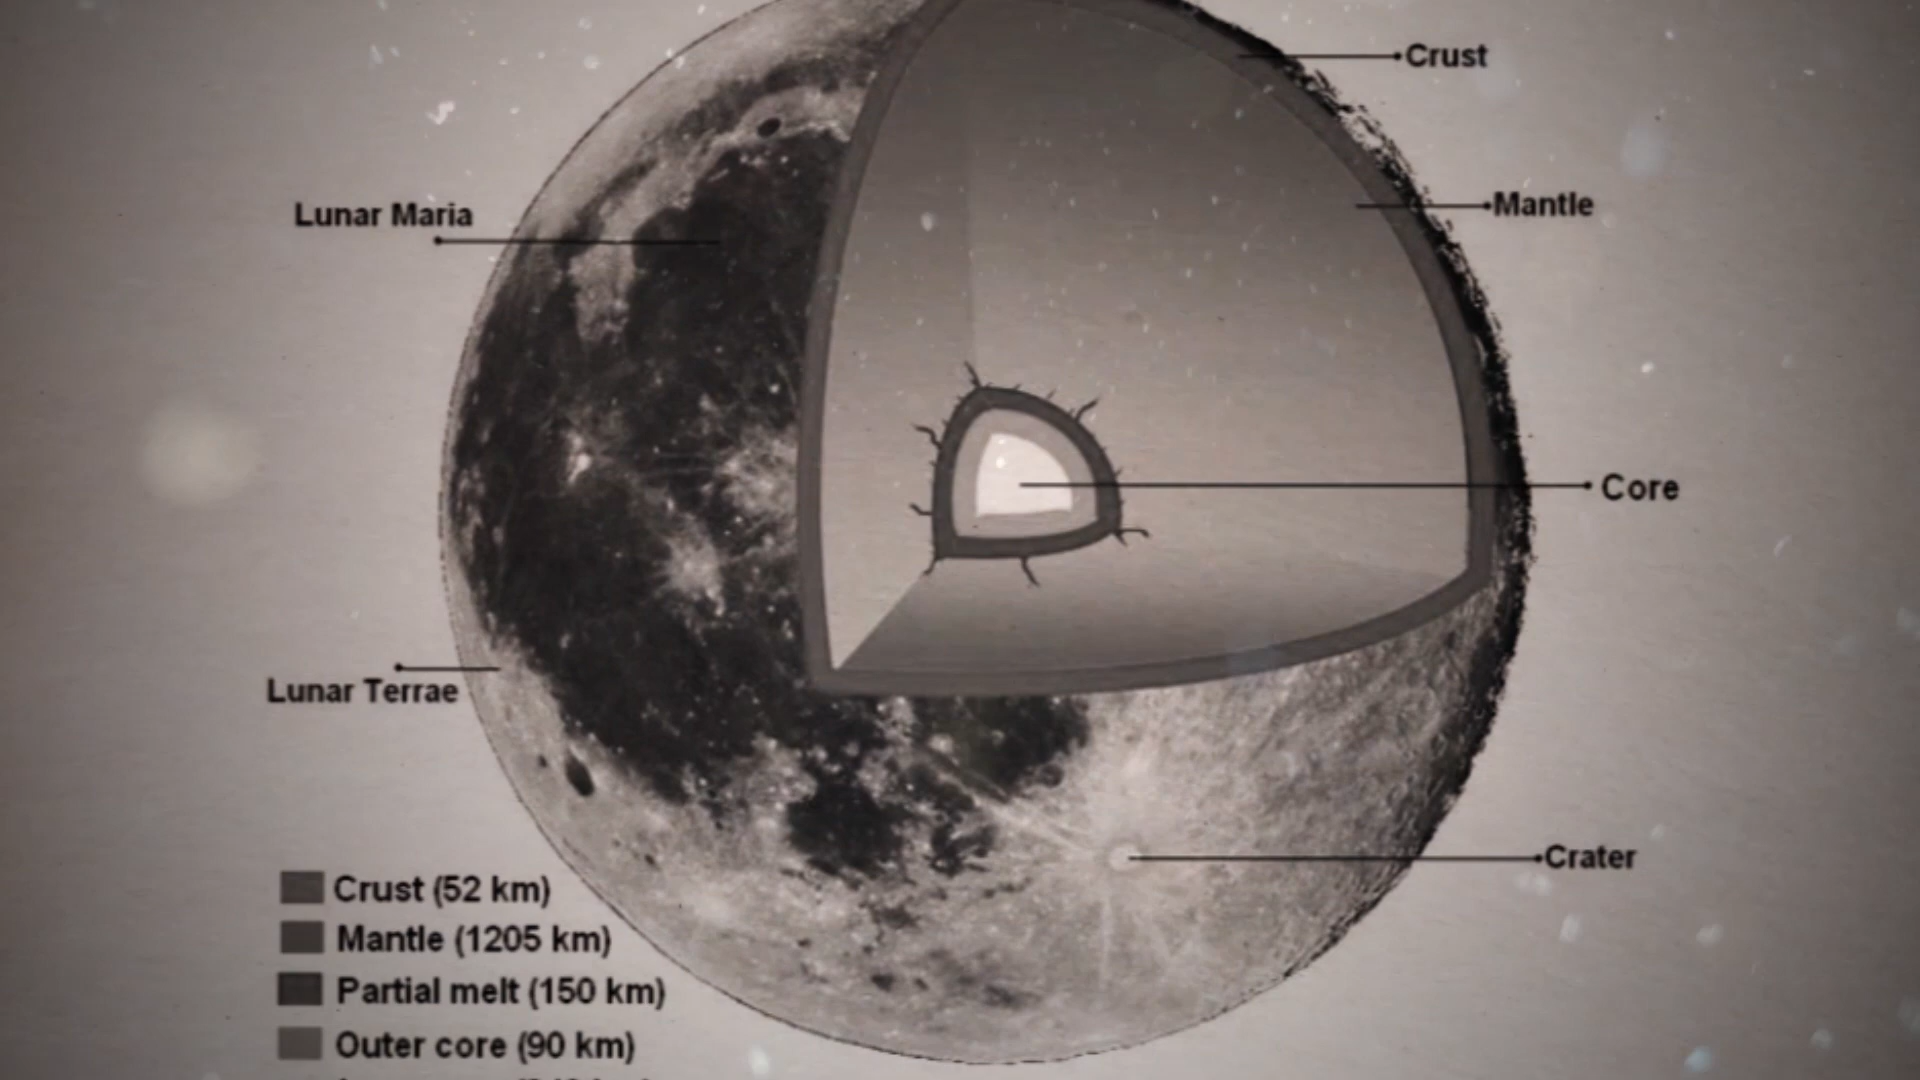 Crust
Lunar Maria
Mantle
Core
Lunar Terrae
Crater
Crust (52 km)
Mantle (1205 km)
Partial melt (150 km)
Outer core (90 km)